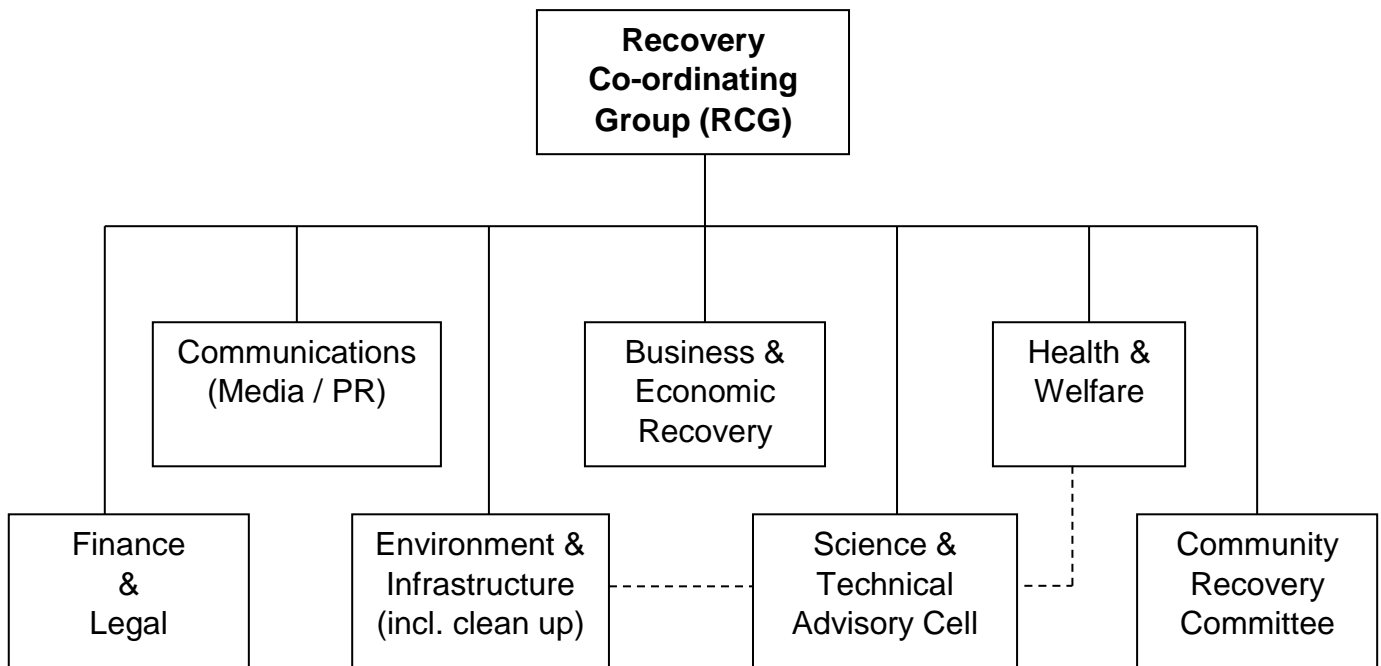 Recovery
Co-ordinating
Group (RCG)
Communications
(Media / PR)
Business &
Economic
Recovery
Health &
Welfare
Finance
&
Legal
Environment &
Infrastructure
(incl. clean up)
Science &
Technical
Advisory Cell
Community
Recovery
Committee